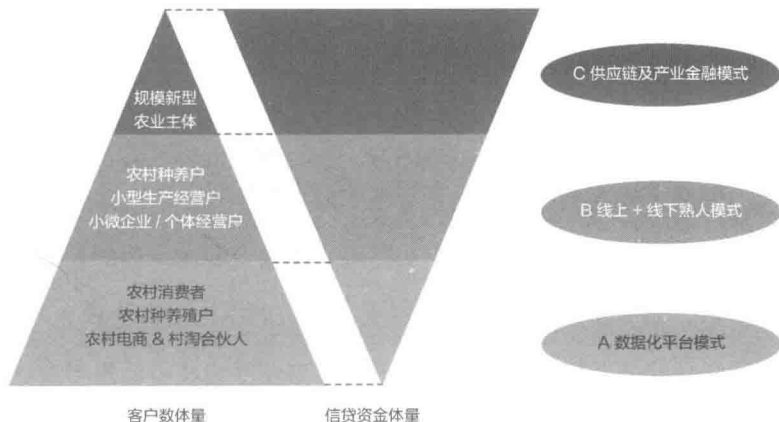 规模新型
农业主体
C 供应链及产业金融模式
农村种养户
小型生产经营户
小微企业 / 个体经营户
B 线上 + 线下熟人模式
农村消费者
农村种养殖户
农村电商 & 村淘合伙人
A 数据化平台模式
客户数体量
信贷资金体量